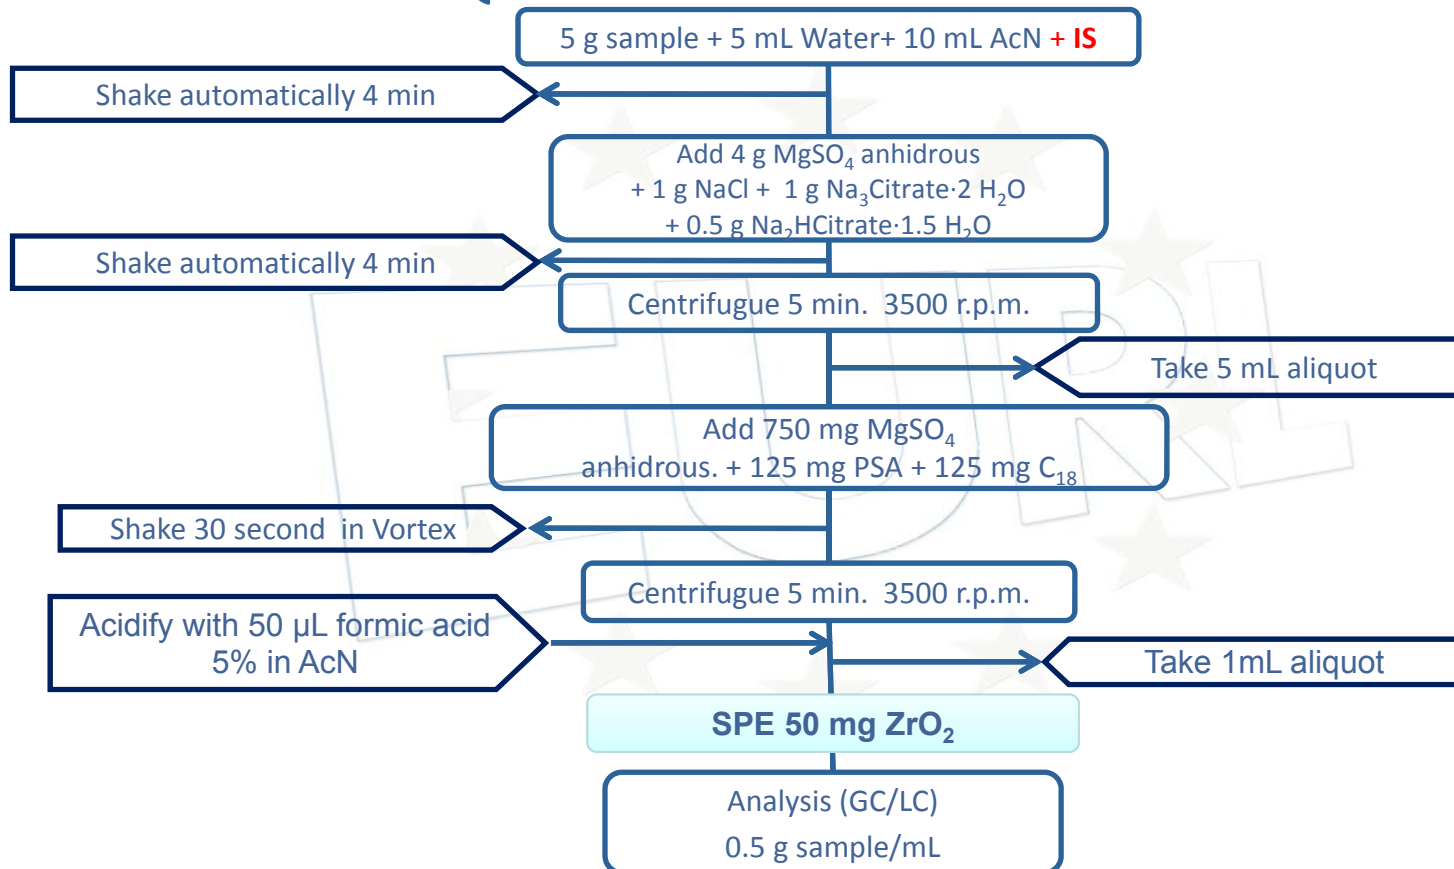 5 g sample + 5 mL Water+ 10 mL AcN + IS
Shake automatically 4 min
Add 4 g MgSO₄ anhidrous
+ 1 g NaCl + 1 g Na₃Citrate·2 H₂O
+ 0.5 g Na₂HCitrate·1.5 H₂O
Shake automatically 4 min
Centrifugue 5 min. 3500 r.p.m.
Take 5 mL aliquot
Add 750 mg MgSO₄
anhidrous. + 125 mg PSA + 125 mg C₁₈
Shake 30 second in Vortex
Centrifugue 5 min. 3500 r.p.m.
Acidify with 50 µL formic acid
5% in AcN
Take 1mL aliquot
SPE 50 mg ZrO₂
Analysis (GC/LC)
0.5 g sample/mL
EURL